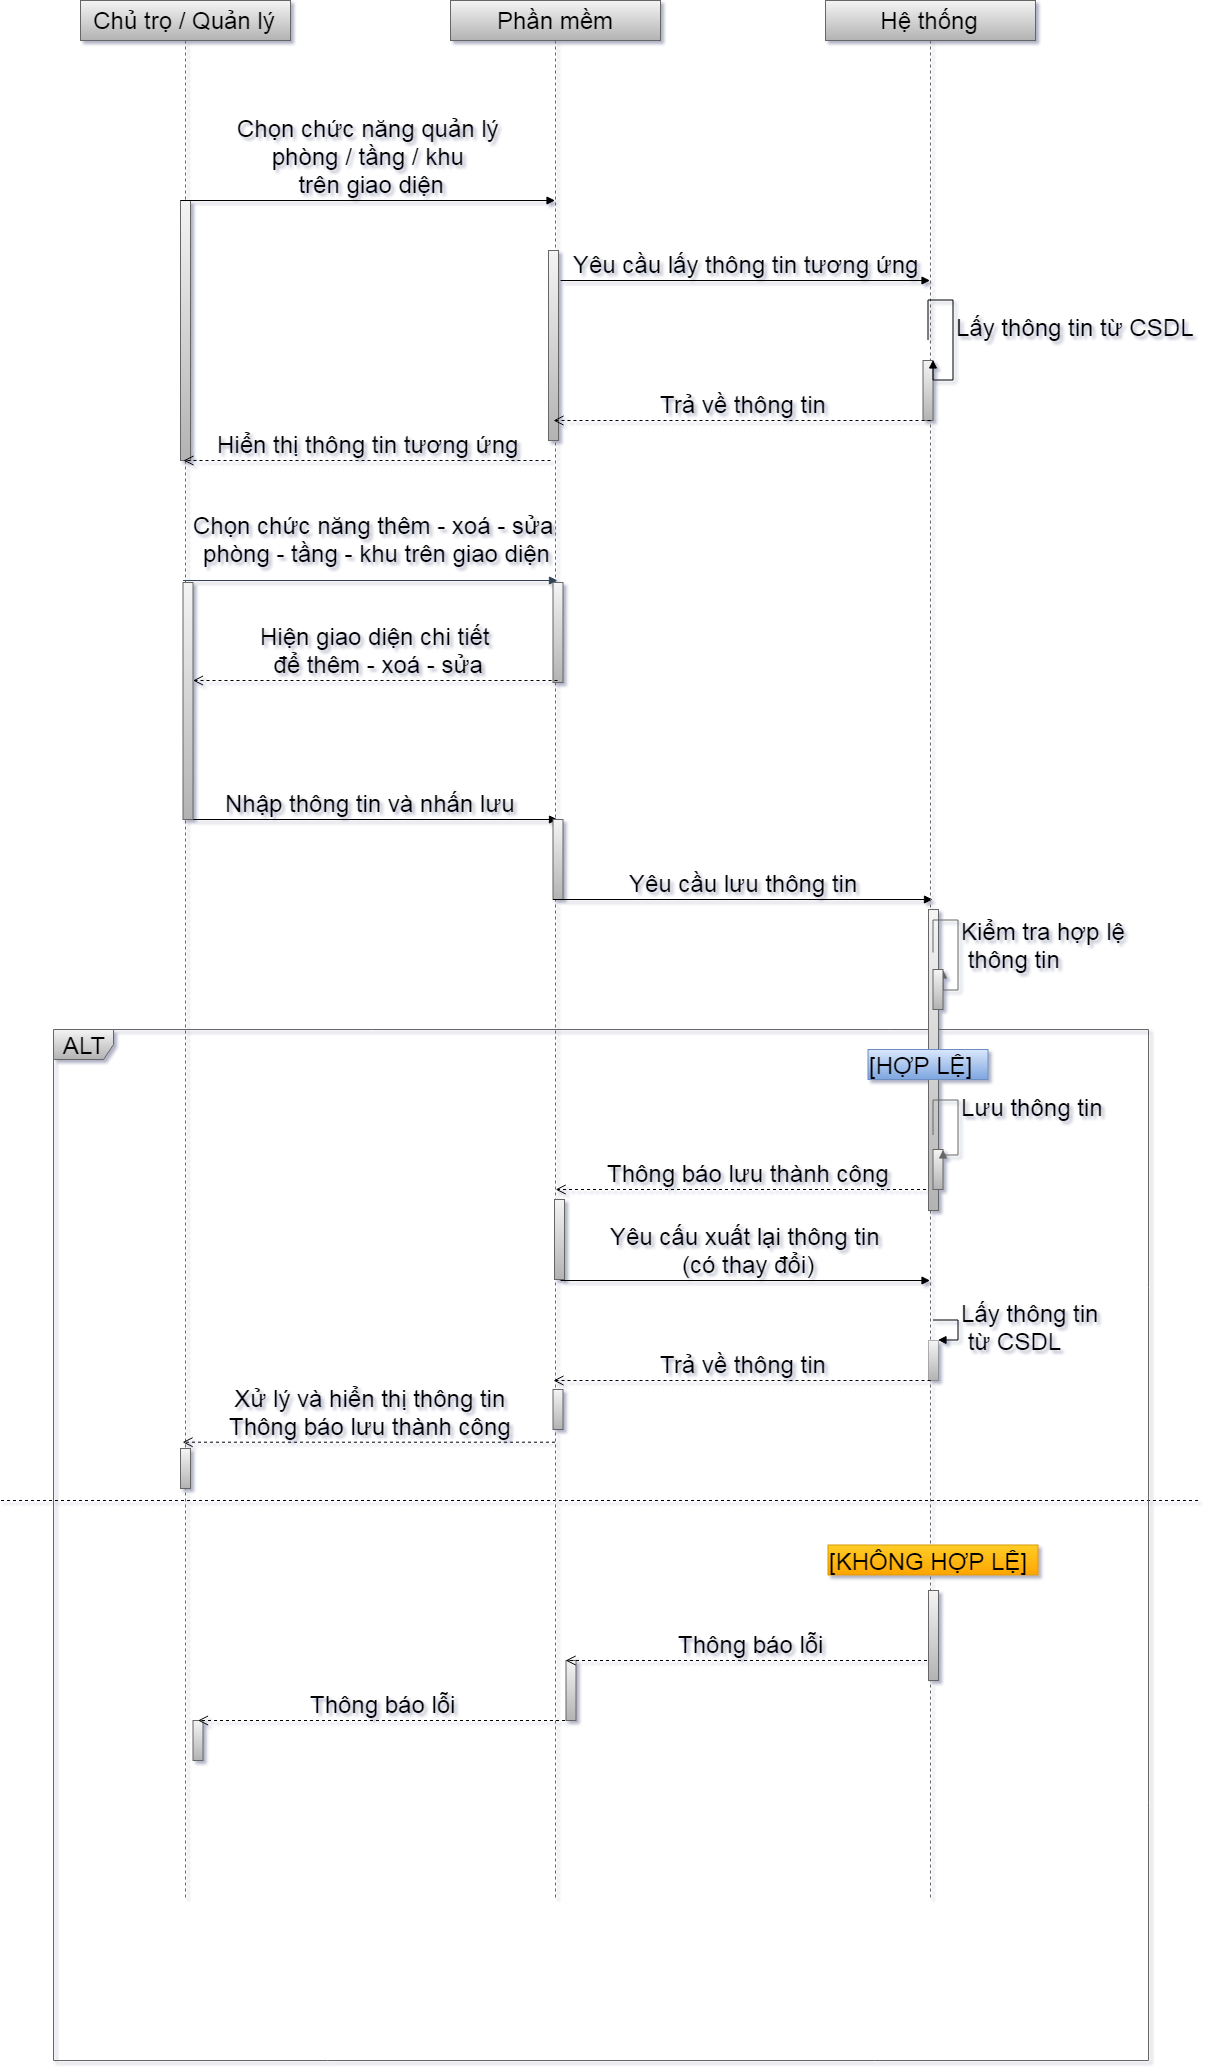 Chủ trọ / Quản lý
Phần mềm
Hệ thống
Chọn chức năng quản lý
phòng / tầng / khu
trên giao diện
Yêu cầu lấy thông tin tương ứng
Lấy thông tin từ CSDL
Trả về thông tin
Hiển thị thông tin tương ứng
Chọn chức năng thêm - xoá - sửa
phòng - tầng - khu trên giao diện
Hiện giao diện chi tiết
để thêm - xoá - sửa
Nhập thông tin và nhấn lưu
Yêu cầu lưu thông tin
Kiểm tra hợp lệ
thông tin
ALT
[HỢP LỆ]
Lưu thông tin
Thông báo lưu thành công
Yêu cấu xuất lại thông tin
(có thay đổi)
Lấy thông tin
từ CSDL
Trả về thông tin
Xử lý và hiển thị thông tin
Thông báo lưu thành công
[KHÔNG HỢP LỆ]
Thông báo lỗi
Thông báo lỗi